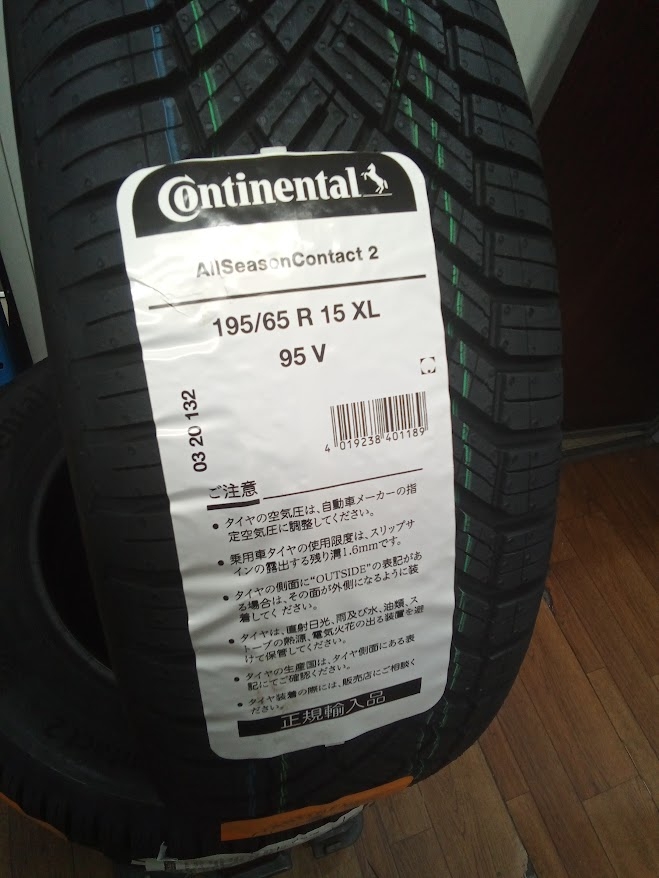 Continental
AllSeasonContact 2
195/65 R 15 XL
95 V
03 20 132
4 019238 401189
ご注意
• タイヤの空気圧は、自動車メーカーの指
定空気圧に調整してください。
• 乗用車タイヤの使用限度は、スリップサ
インの露出する残り溝1.6mmです。
• タイヤの側面に"OUTSIDE"の表記があ
る場合は、その面が外側になるように装
着してください。
• タイヤは、直射日光、雨及び水、油類、ス
トーブの熱源、電気火花の出る装置を避
けて保管してください。
• タイヤの生産国は、タイヤ側面にある表
記にてご確認ください。
• タイヤ装着の際には、販売店にご相談く
ださい。
正規輸入品